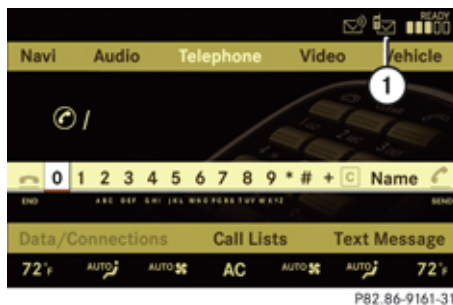 READY
Navi Audio Telephone Video Vehicle
1
/
0 1 2 3 4 5 6 7 8 9 * # + C Name
END ABC DEF GHI JKL MNO PQRS TUV WXYZ SEND
Data/Connections Call Lists Text Message
72°F AUTO AUTO AC AUTO AUTO 72°F
P82.86-9161-31